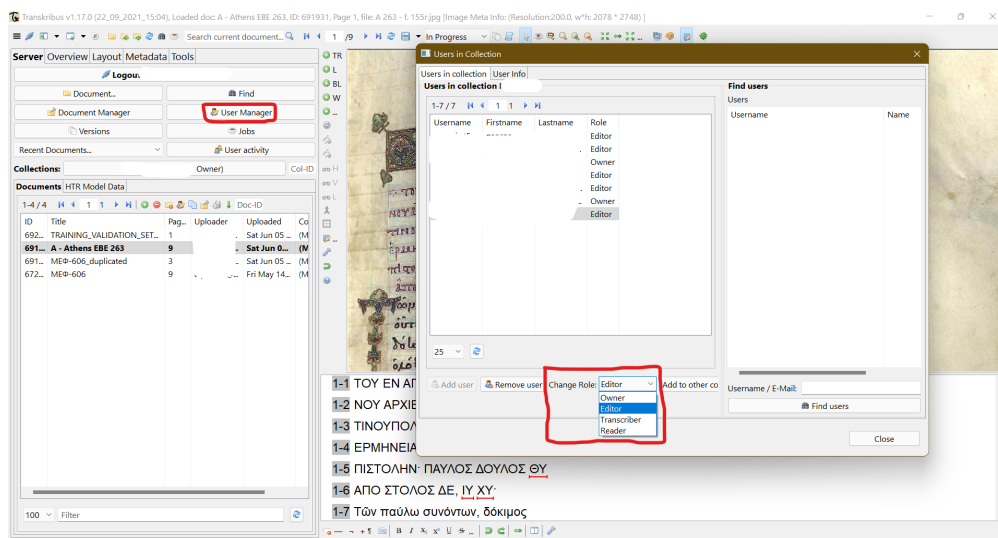 Transkribus v1.17.0 (22_09_2021_15:04), Loaded doc: A - Athens EBE 263, ID: 691931, Page 1, file: A 263 - f. 155r.jpg [Image Meta Info: (Resolution:200.0, w*h: 2078 * 2748) ]
Search current document...
1 /9
In Progress
Server Overview Layout Metadata Tools
Logout
Document...
Find
Document Manager
User Manager
Versions
Jobs
Recent Documents...
User activity
Collections: Owner) Col-ID
Documents HTR Model Data
1-4 / 4 1 1 Doc-ID
ID Title Pag... Uploader Uploaded Co
692... TRAINING_VALIDATION_SET... 1 Sat Jun 05 ... (M
691... A - Athens EBE 263 9 Sat Jun 0... (M
691... ΜΕΦ-606_duplicated 3 Sat Jun 05 ... (M
672... ΜΕΦ-606 9 Fri May 14... (M
100 Filter
TR
L
BL
W
...
H
V
L
Users in Collection
Users in collection User Info
Users in collection
1-7 / 7 1 1
Username Firstname Lastname Role
Editor
Editor
Owner
Editor
Editor
Owner
Editor
25
Add user Remove user Change Role: Editor Add to other co
Owner
Editor
Transcriber
Reader
Find users
Users
Username Name
Username / E-Mail:
Find users
Close
1-1 ΤΟΥ ΕΝ ΑΓ
1-2 ΝΟΥ ΑΡΧΙΕ
1-3 ΤΙΝΟΥΠΟΛ
1-4 ΕΡΜΗΝΕΙΑ
1-5 ΠΙΣΤΟΛΗΝ· ΠΑΥΛΟΣ ΔΟΥΛΟΣ ΘΥ
1-6 ΑΠΟ ΣΤΟΛΟΣ ΔΕ, ΙΥ ΧΥ·
1-7 Τῶν παύλω συνόντων, δόκιμος